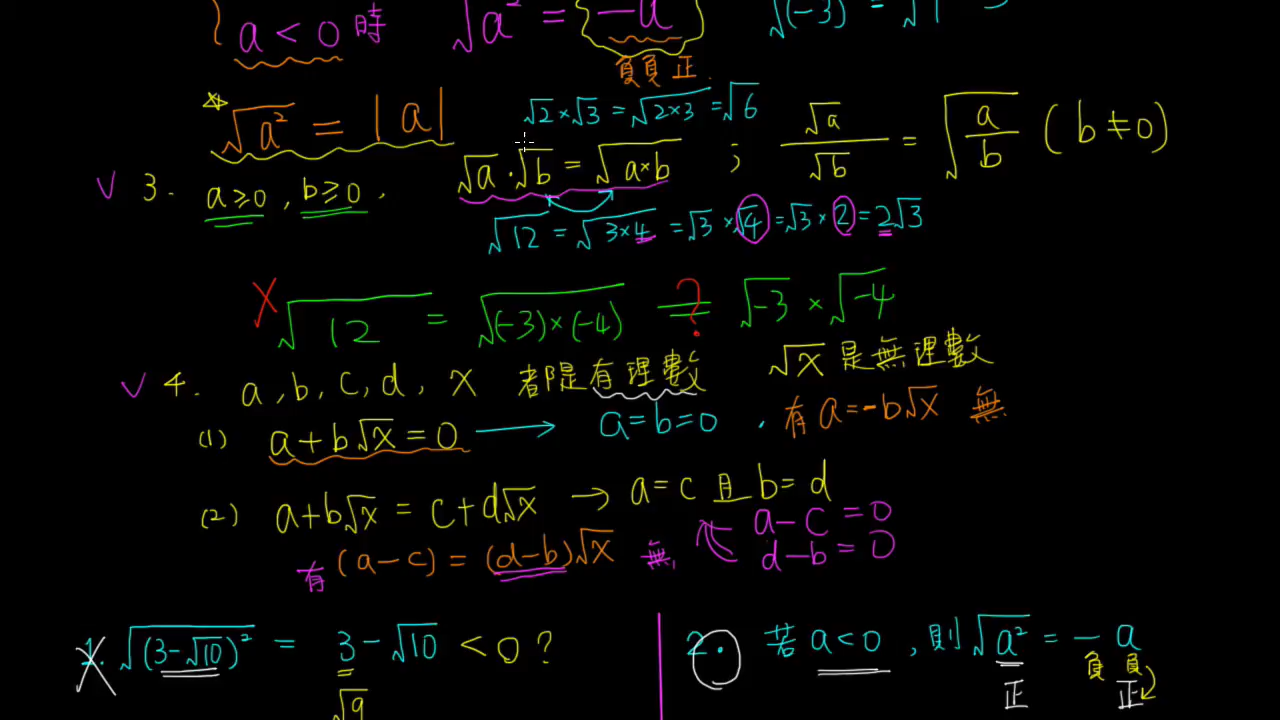 a < 0 時 √a² = -a √(-3)
負負正.
√a² = |a| √2 × √3 = √(2×3) = √6
3. a ≥ 0, b ≥ 0. √a · √b = √(a×b) ; √a/√b = √(a/b) (b ≠ 0)
√12 = √(3×4) = √3 × √4 = √3 × 2 = 2√3
X √12 = √((-3)×(-4)) ?= √-3 × √-4
4. a, b, c, d, x 都是有理數 √x 是無理數
(1) a+b√x = 0 → a=b=0 . 有 a = -b√x 無
(2) a+b√x = c+d√x → a=c 且 b=d
有 (a-c) = (d-b)√x 無 a-c = 0
d-b = 0
1. √(3-√10)² = 3-√10 < 0 ?
√9
2. 若 a<0 , 則 √a² = -a
負 負
正 正